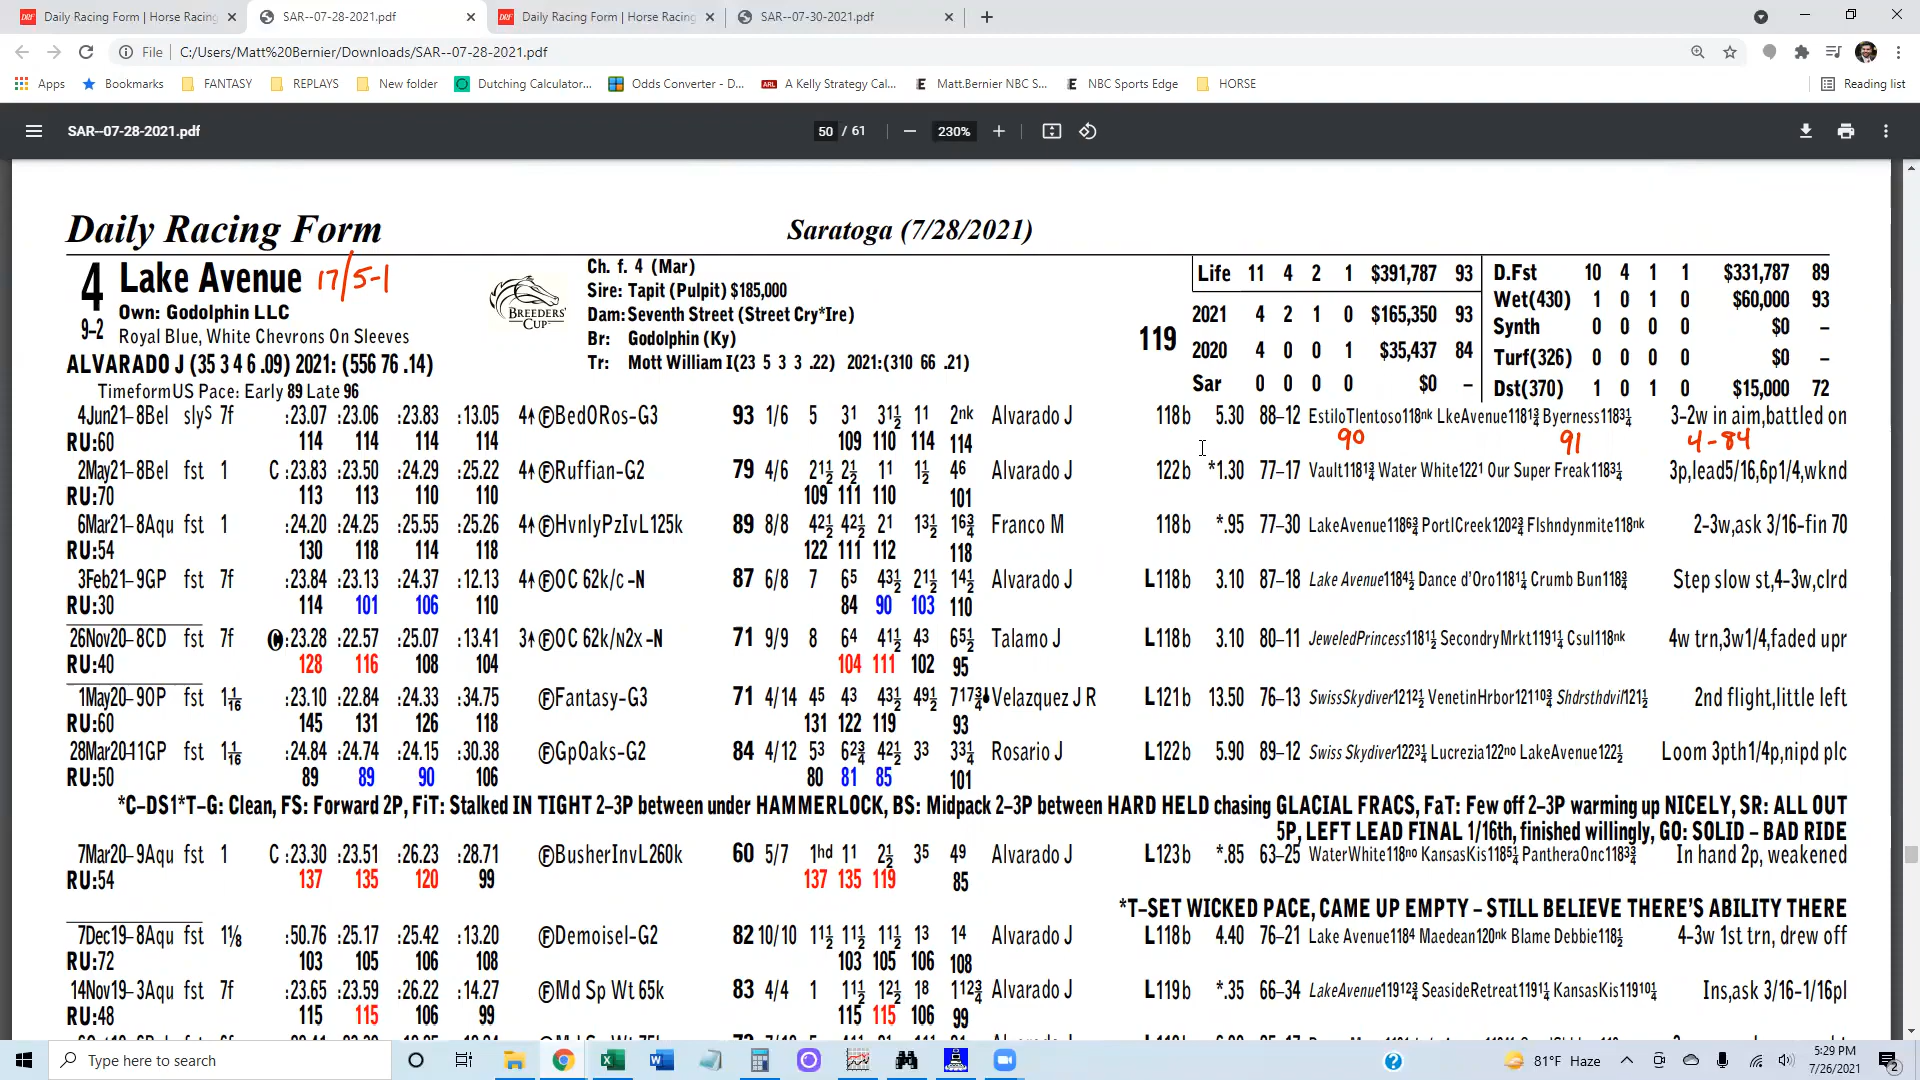 Daily Racing Form | Horse Racing
SAR--07-28-2021.pdf
Daily Racing Form | Horse Racing
SAR--07-30-2021.pdf
File C:/Users/Matt%20Bernier/Downloads/SAR--07-28-2021.pdf
Apps Bookmarks FANTASY REPLAYS New folder Dutching Calculator... Odds Converter - D... A Kelly Strategy Cal... Matt.Bernier NBC S... NBC Sports Edge HORSE Reading list
SAR--07-28-2021.pdf 50 / 61 230%
Daily Racing Form Saratoga (7/28/2021)
4 Lake Avenue 17/5-1
9-2 Own: Godolphin LLC
Royal Blue, White Chevrons On Sleeves
ALVARADO J (35 3 4 6 .09) 2021: (556 76 .14)
TimeformUS Pace: Early 89 Late 96
BREEDERS' CUP
Ch. f. 4 (Mar)
Sire: Tapit (Pulpit) $185,000
Dam: Seventh Street (Street Cry*Ire)
Br: Godolphin (Ky)
Tr: Mott William I(23 5 3 3 .22) 2021:(310 66 .21)
119
Life 11 4 2 1 $391,787 93
2021 4 2 1 0 $165,350 93
2020 4 0 0 1 $35,437 84
Sar 0 0 0 0 $0 –
D.Fst 10 4 1 1 $331,787 89
Wet(430) 1 0 1 0 $60,000 93
Synth 0 0 0 0 $0 –
Turf(326) 0 0 0 0 $0 –
Dst(370) 1 0 1 0 $15,000 72
4Jun21–8Bel slyS 7f :23.07 :23.06 :23.83 :13.05 4↑ ⒻBedORos–G3 93 1/6 5 31 31½ 11 2nk Alvarado J 118b 5.30 88–12 EstiloTlentoso118nk LkeAvenue1181¾ Byerness1183¼ 3–2w in aim,battled on
RU:60 114 114 114 114 109 110 114 114 90 91 4-84
2May21–8Bel fst 1 C :23.83 :23.50 :24.29 :25.22 4↑ ⒻRuffian–G2 79 4/6 21½ 2½ 11 1½ 46 Alvarado J 122b *1.30 77–17 Vault1181¾ Water White1221 Our Super Freak1183¼ 3p,lead5/16,6p1/4,wknd
RU:70 113 113 110 110 109 111 110 101
6Mar21–8Aqu fst 1 :24.20 :24.25 :25.55 :25.26 4↑ ⒻHvnlyPzIvL125k 89 8/8 42½ 42½ 21 13½ 16¾ Franco M 118b *.95 77–30 LakeAvenue1186¾ PortlCreek1202¾ Flshndynmite118nk 2–3w,ask 3/16–fin 70
RU:54 130 118 114 118 122 111 112 118
3Feb21–9GP fst 7f :23.84 :23.13 :24.37 :12.13 4↑ ⒻOC 62k/c –N 87 6/8 7 65 43½ 21½ 14½ Alvarado J L118b 3.10 87–18 Lake Avenue1184½ Dance d'Oro1181¼ Crumb Bun118¾ Step slow st,4–3w,clrd
RU:30 114 101 106 110 84 90 103 110
26Nov20–8CD fst 7f C :23.28 :22.57 :25.07 :13.41 3↑ ⒻOC 62k/N2X –N 71 9/9 8 64 41½ 43 65½ Talamo J L118b 3.10 80–11 JeweledPrincess1181½ SecondryMrkt1191¼ Csul118nk 4w trn,3w1/4,faded upr
RU:40 128 116 108 104 104 111 102 95
1May20–9OP fst 1 1/16 :23.10 :22.84 :24.33 :34.75 ⒻFantasy–G3 71 4/14 45 43 43½ 49½ 717¾ Velazquez J R L121b 13.50 76–13 SwissSkydiver1212½ VenetinHrbor12110¾ Shdrsthdvil121½ 2nd flight,little left
RU:60 145 131 126 118 131 122 119 93
28Mar20–11GP fst 1 1/16 :24.84 :24.74 :24.15 :30.38 ⒻGpOaks–G2 84 4/12 53 62¾ 42½ 33 33¼ Rosario J L122b 5.90 89–12 Swiss Skydiver1223¼ Lucrezia122no LakeAvenue122½ Loom 3pth1/4p,nipd plc
RU:50 89 89 90 106 80 81 85 101
*C–DS1*T–G: Clean, FS: Forward 2P, FiT: Stalked IN TIGHT 2–3P between under HAMMERLOCK, BS: Midpack 2–3P between HARD HELD chasing GLACIAL FRACS, FaT: Few off 2–3P warming up NICELY, SR: ALL OUT
5P, LEFT LEAD FINAL 1/16th, finished willingly, GO: SOLID – BAD RIDE
7Mar20–9Aqu fst 1 C :23.30 :23.51 :26.23 :28.71 ⒻBusherInvL260k 60 5/7 1hd 11 2½ 35 49 Alvarado J L123b *.85 63–25 WaterWhite118no KansasKis1185¼ PantheraOnc1183¾ In hand 2p, weakened
RU:54 137 135 120 99 137 135 119 85
*T–SET WICKED PACE, CAME UP EMPTY – STILL BELIEVE THERE'S ABILITY THERE
7Dec19–8Aqu fst 1⅛ :50.76 :25.17 :25.42 :13.20 ⒻDemoisel–G2 82 10/10 11½ 11½ 11½ 13 14 Alvarado J L118b 4.40 76–21 Lake Avenue1184 Maedean120nk Blame Debbie118½ 4–3w 1st trn, drew off
RU:72 103 105 106 108 103 105 106 108
14Nov19–3Aqu fst 7f :23.65 :23.59 :26.22 :14.27 ⒻMd Sp Wt 65k 83 4/4 1 11½ 12½ 18 112¾ Alvarado J L119b *.35 66–34 LakeAvenue11912¾ SeasideRetreat1191¼ KansasKis11910¼ Ins,ask 3/16–1/16pl
RU:48 115 115 106 99 115 115 106 99
Type here to search 81°F Haze 5:29 PM
7/26/2021 2